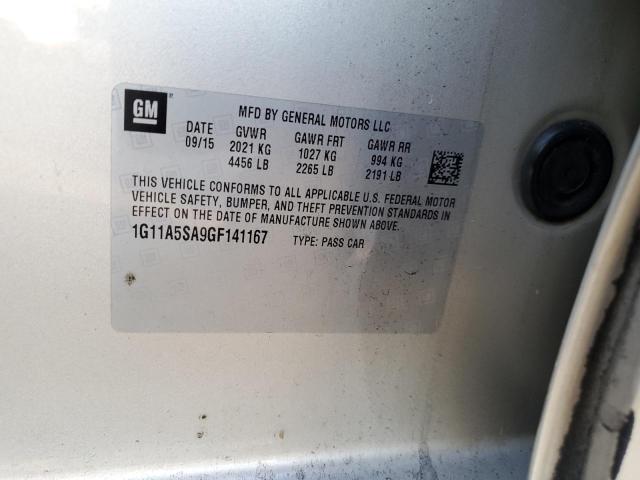 GM
MFD BY GENERAL MOTORS LLC
DATE GVWR GAWR FRT GAWR RR
09/15 2021 KG 1027 KG 994 KG
4456 LB 2265 LB 2191 LB
THIS VEHICLE CONFORMS TO ALL APPLICABLE U.S. FEDERAL MOTOR
VEHICLE SAFETY, BUMPER, AND THEFT PREVENTION STANDARDS IN
EFFECT ON THE DATE OF MANUFACTURE SHOWN ABOVE.
1G11A5SA9GF141167 TYPE: PASS CAR